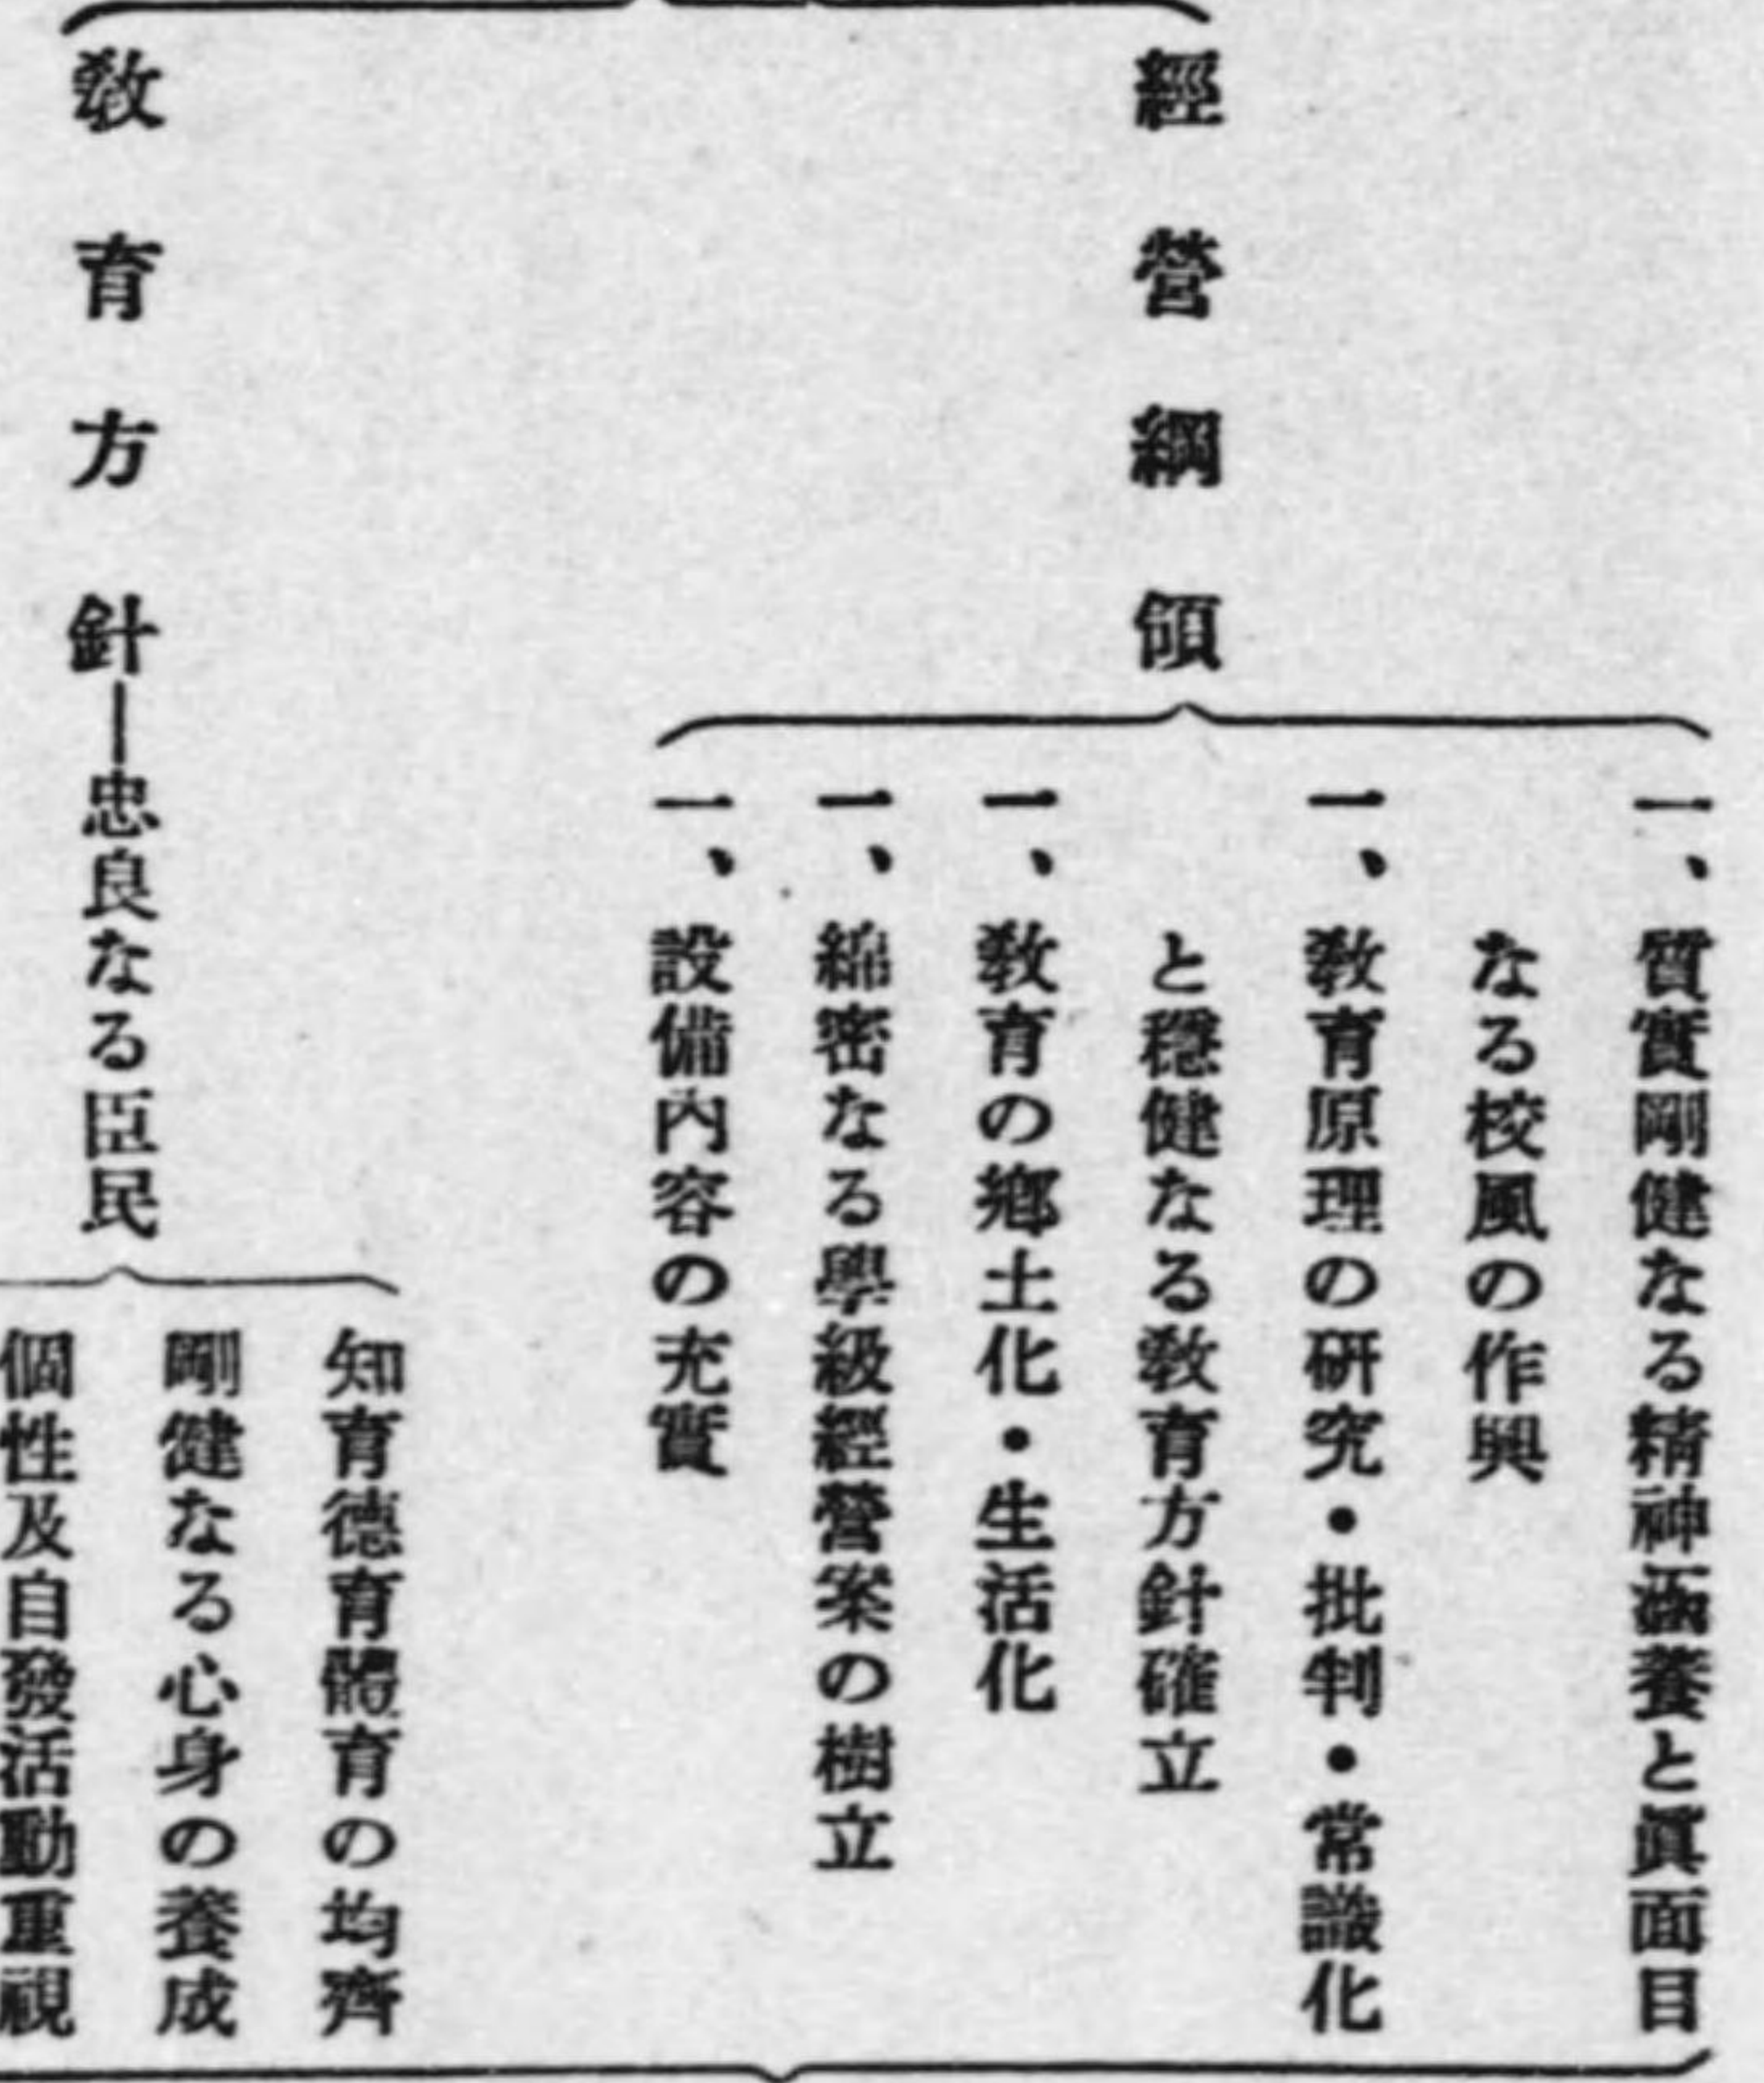 經營綱領
一、質實剛健なる精神涵養と眞面目
なる校風の作興
一、敎育原理の研究・批判・常識化
と穩健なる敎育方針確立
一、敎育の鄕土化・生活化
一、綿密なる學級經營案の樹立
一、設備內容の充實
敎育方針―忠良なる臣民
知育德育體育の均齊
剛健なる心身の養成
個性及自發活動重視